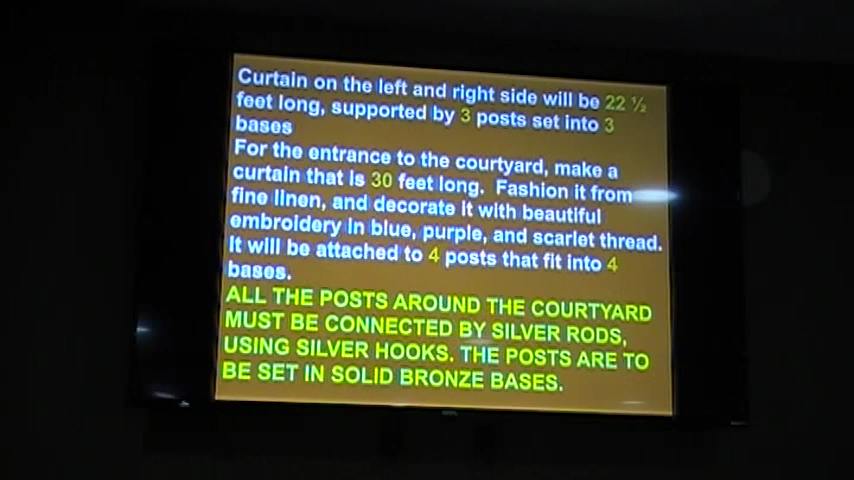 Curtain on the left and right side will be 22 ½
feet long, supported by 3 posts set into 3
bases
For the entrance to the courtyard, make a
curtain that is 30 feet long. Fashion it from
fine linen, and decorate it with beautiful
embroidery in blue, purple, and scarlet thread.
It will be attached to 4 posts that fit into 4
bases.
ALL THE POSTS AROUND THE COURTYARD
MUST BE CONNECTED BY SILVER RODS,
USING SILVER HOOKS. THE POSTS ARE TO
BE SET IN SOLID BRONZE BASES.